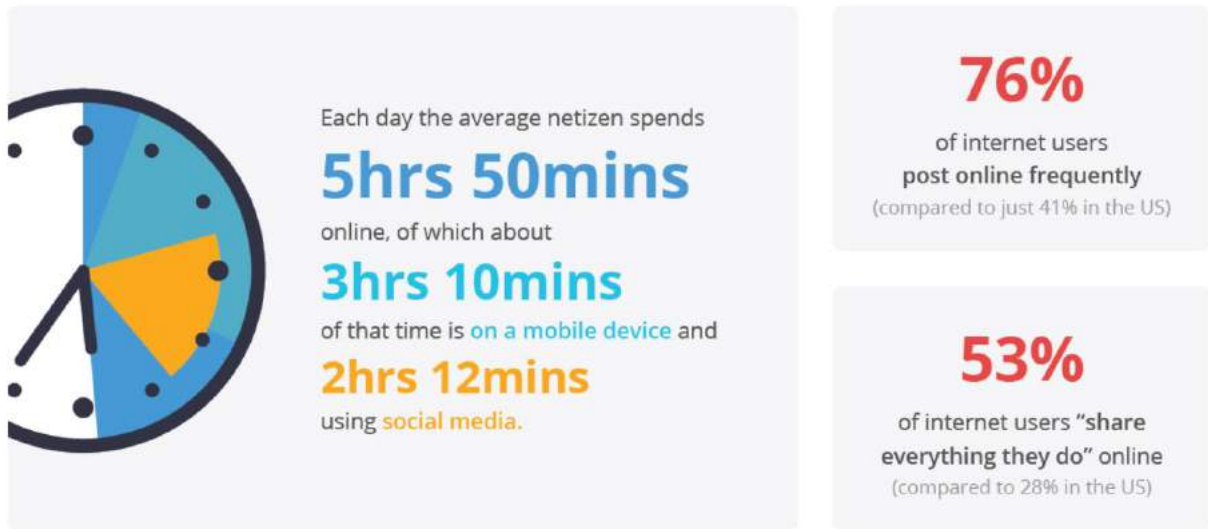 Each day the average netizen spends
5hrs 50mins
online, of which about
3hrs 10mins
of that time is on a mobile device and
2hrs 12mins
using social media.
76%
of internet users
post online frequently
(compared to just 41% in the US)
53%
of internet users “share
everything they do” online
(compared to 28% in the US)